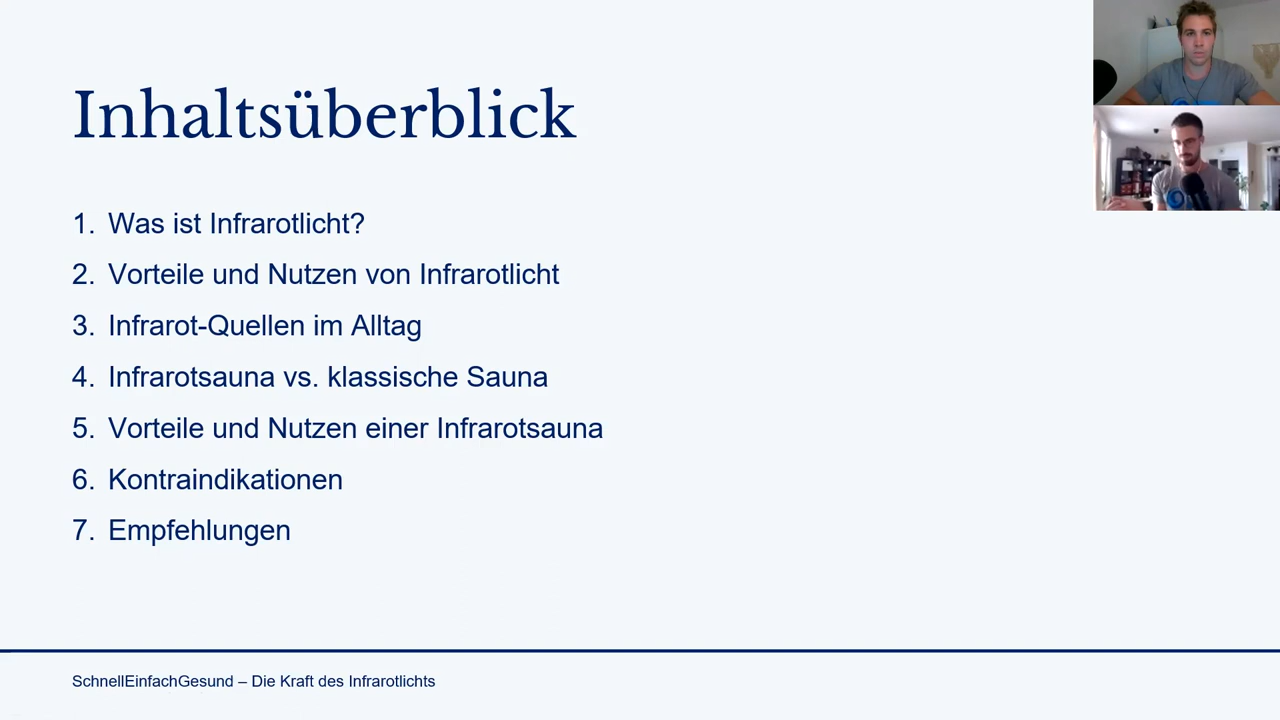 Inhaltsüberblick
1. Was ist Infrarotlicht?
2. Vorteile und Nutzen von Infrarotlicht
3. Infrarot-Quellen im Alltag
4. Infrarotsauna vs. klassische Sauna
5. Vorteile und Nutzen einer Infrarotsauna
6. Kontraindikationen
7. Empfehlungen
SchnellEinfachGesund – Die Kraft des Infrarotlichts